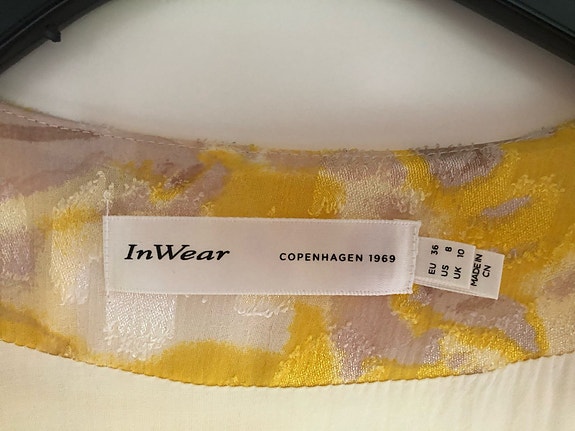 InWear COPENHAGEN 1969
EU 36
US 8
UK 10
MADE IN
CN